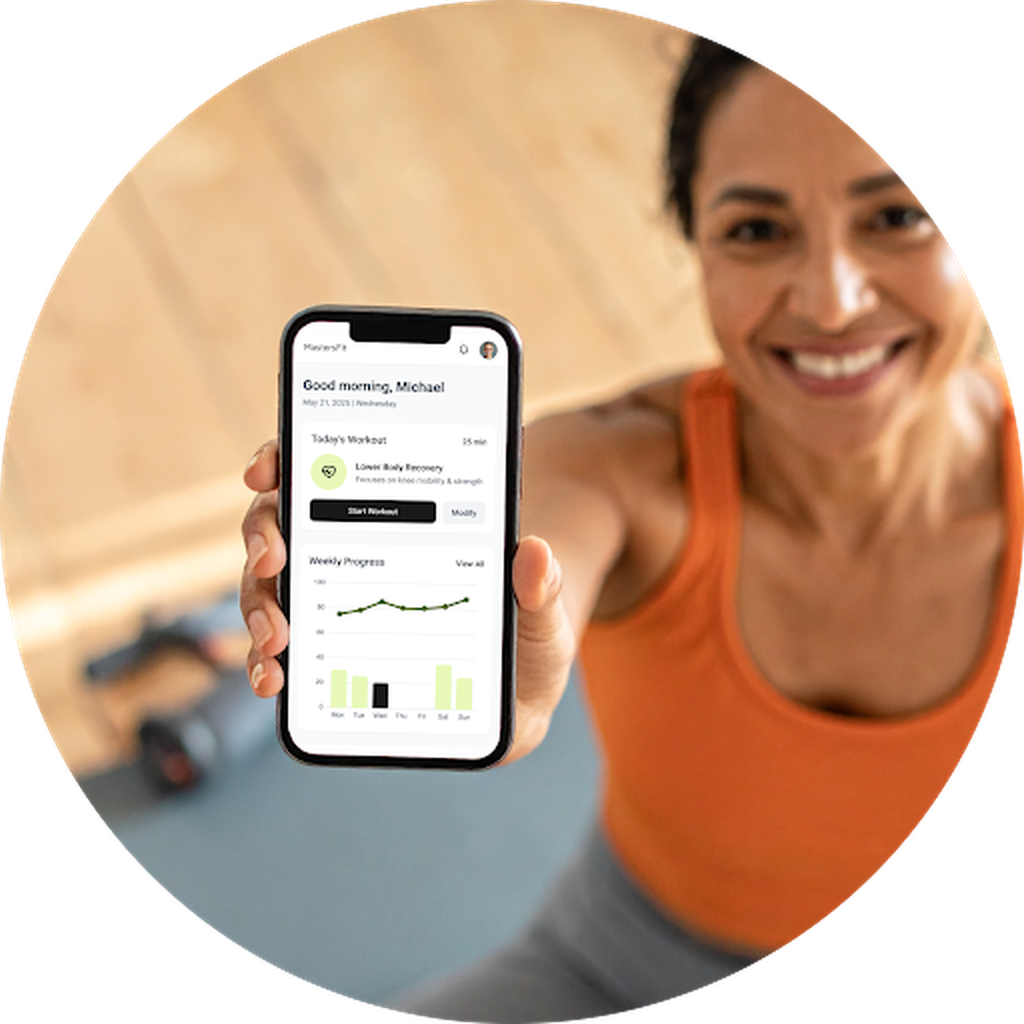 MastersFit
Good morning, Michael
May 21, 2025 | Wednesday
Today's Workout 25 min
Lower Body Recovery
Focuses on knee mobility & strength
Start Workout Modify
Weekly Progress View All
100
80
60
40
20
0
Mon Tue Wed Thu Fri Sat Sun